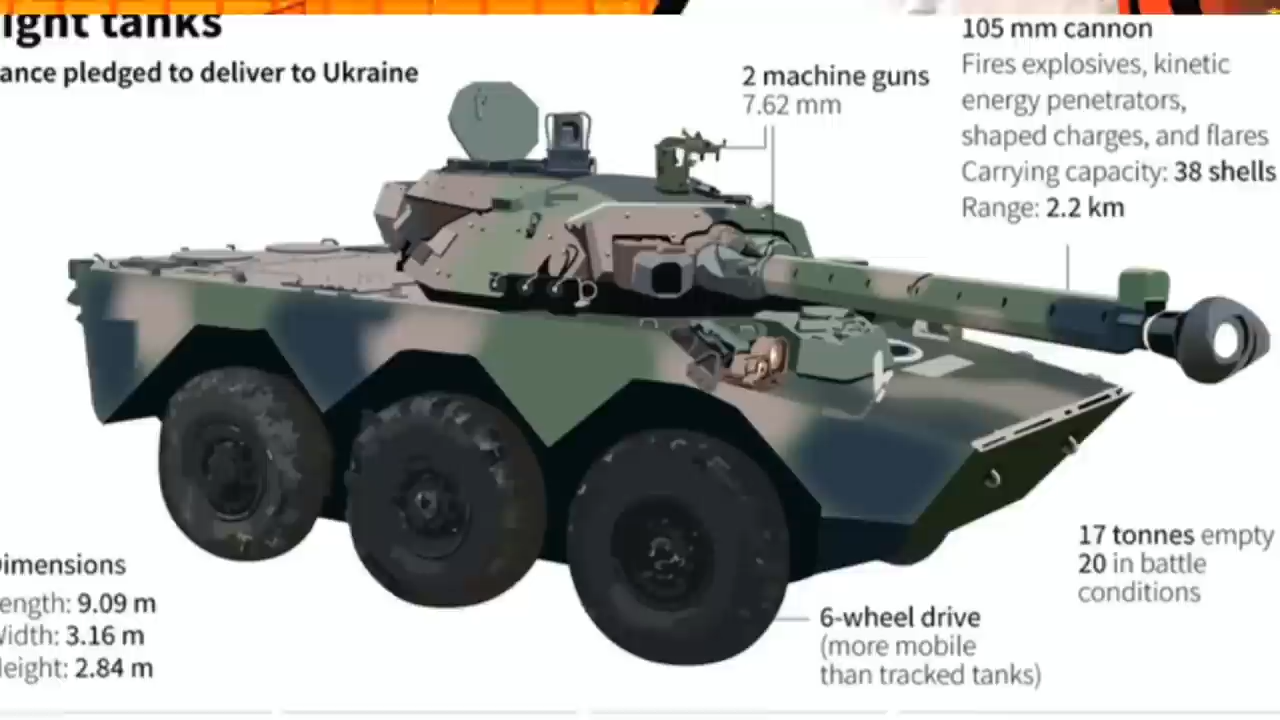 ight tanks
ance pledged to deliver to Ukraine
2 machine guns
7.62 mm
105 mm cannon
Fires explosives, kinetic
energy penetrators,
shaped charges, and flares
Carrying capacity: 38 shells
Range: 2.2 km
17 tonnes empty
20 in battle
conditions
6-wheel drive
(more mobile
than tracked tanks)
imensions
ength: 9.09 m
idth: 3.16 m
eight: 2.84 m